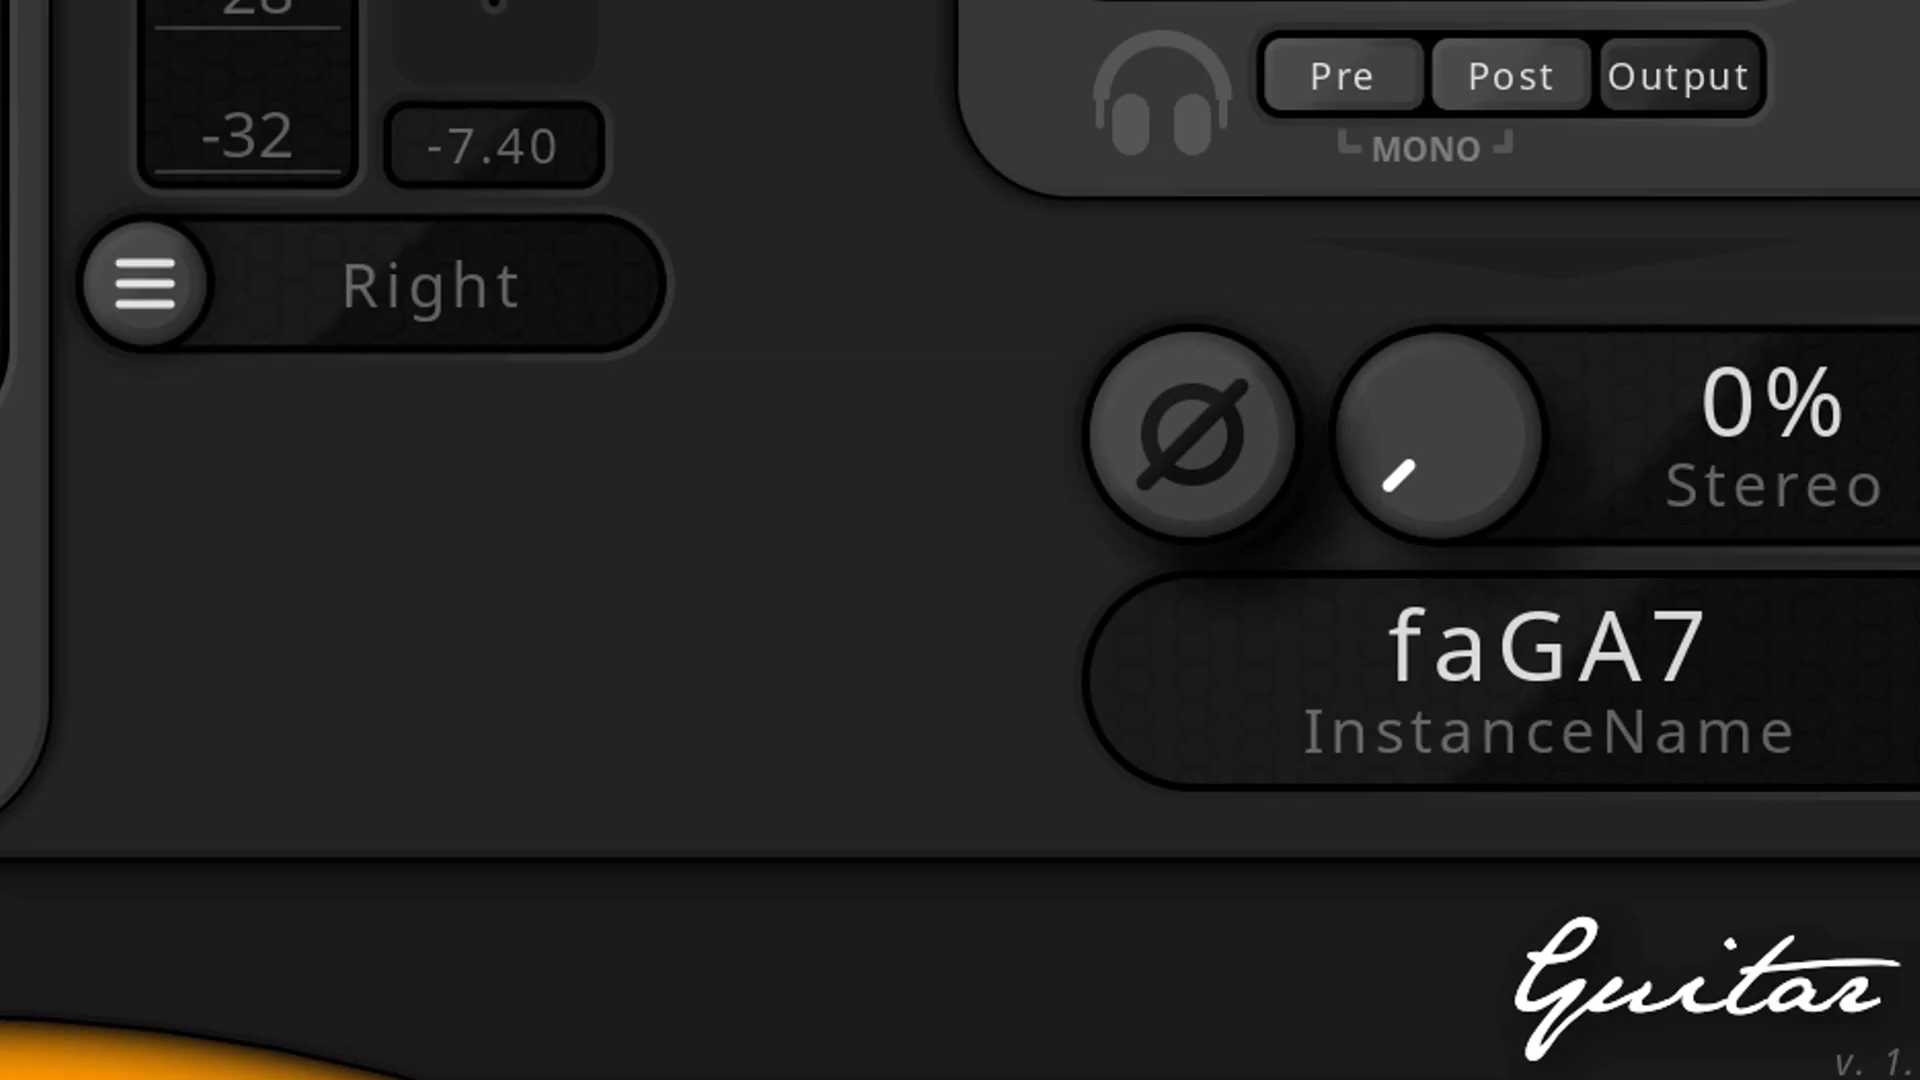 -32
-7.40
Right
Pre Post Output
MONO
0%
Stereo
faGA7
InstanceName
Guitar
v. 1.